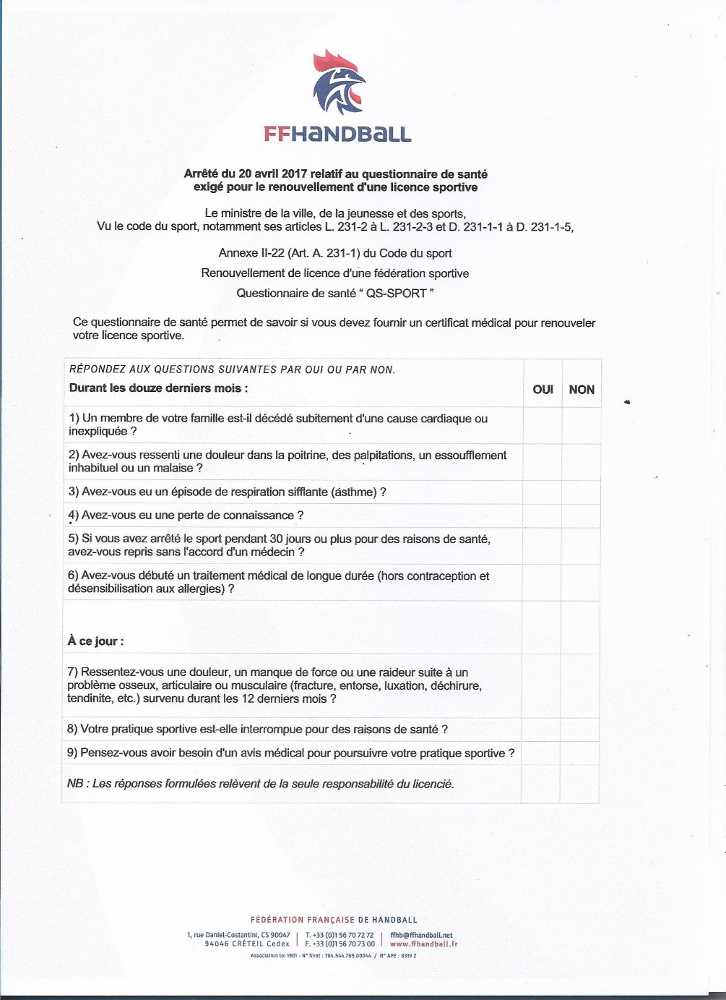 FFHANDBALL
Arrêté du 20 avril 2017 relatif au questionnaire de santé
exigé pour le renouvellement d'une licence sportive
Le ministre de la ville, de la jeunesse et des sports,
Vu le code du sport, notamment ses articles L. 231-2 à L. 231-2-3 et D. 231-1-1 à D. 231-1-5,
Annexe II-22 (Art. A. 231-1) du Code du sport
Renouvellement de licence d'une fédération sportive
Questionnaire de santé “ QS-SPORT ”
Ce questionnaire de santé permet de savoir si vous devez fournir un certificat médical pour renouveler
votre licence sportive.
RÉPONDEZ AUX QUESTIONS SUIVANTES PAR OUI OU PAR NON.
Durant les douze derniers mois : OUI NON
1) Un membre de votre famille est-il décédé subitement d'une cause cardiaque ou
inexpliquée ?
2) Avez-vous ressenti une douleur dans la poitrine, des palpitations, un essoufflement
inhabituel ou un malaise ?
3) Avez-vous eu un épisode de respiration sifflante (asthme) ?
4) Avez-vous eu une perte de connaissance ?
5) Si vous avez arrêté le sport pendant 30 jours ou plus pour des raisons de santé,
avez-vous repris sans l'accord d'un médecin ?
6) Avez-vous débuté un traitement médical de longue durée (hors contraception et
désensibilisation aux allergies) ?
À ce jour :
7) Ressentez-vous une douleur, un manque de force ou une raideur suite à un
problème osseux, articulaire ou musculaire (fracture, entorse, luxation, déchirure,
tendinite, etc.) survenu durant les 12 derniers mois ?
8) Votre pratique sportive est-elle interrompue pour des raisons de santé ?
9) Pensez-vous avoir besoin d'un avis médical pour poursuivre votre pratique sportive ?
NB : Les réponses formulées relèvent de la seule responsabilité du licencié.
FÉDÉRATION FRANÇAISE DE HANDBALL
1, rue Daniel-Costantini, CS 90047 | T. +33 (0)1 56 70 72 72 | ffhb@ffhandball.net
94046 CRÉTEIL Cedex | F. +33 (0)1 56 70 73 00 | www.ffhandball.fr
Association loi 1901 - N° Siret : 784.544.769.00044 / N° APE : 9319 Z